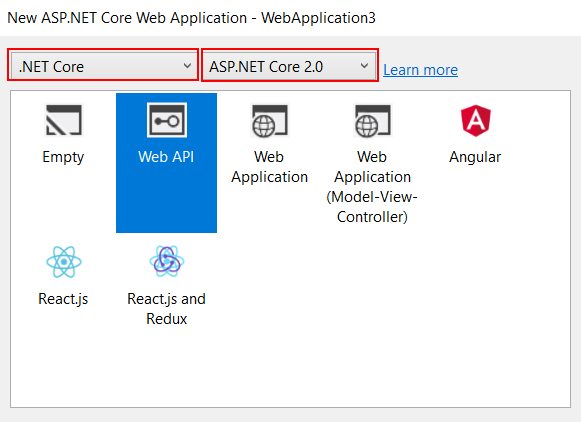 New ASP.NET Core Web Application - WebApplication3
.NET Core
ASP.NET Core 2.0
Learn more
Empty
Web API
Web
Application
Web
Application
(Model-View-
Controller)
Angular
React.js
React.js and
Redux